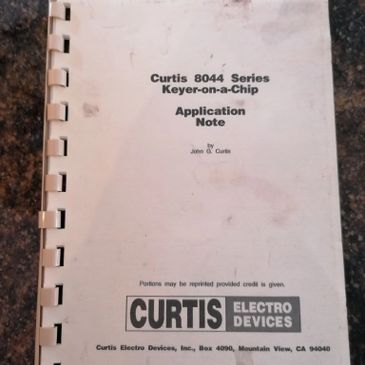 Curtis 8044 Series
Keyer-on-a-Chip
Application
Note
by
John G. Curtis
Portions may be reprinted provided credit is given.
CURTIS ELECTRO
DEVICES
Curtis Electro Devices, Inc., Box 4090, Mountain View, CA 94040